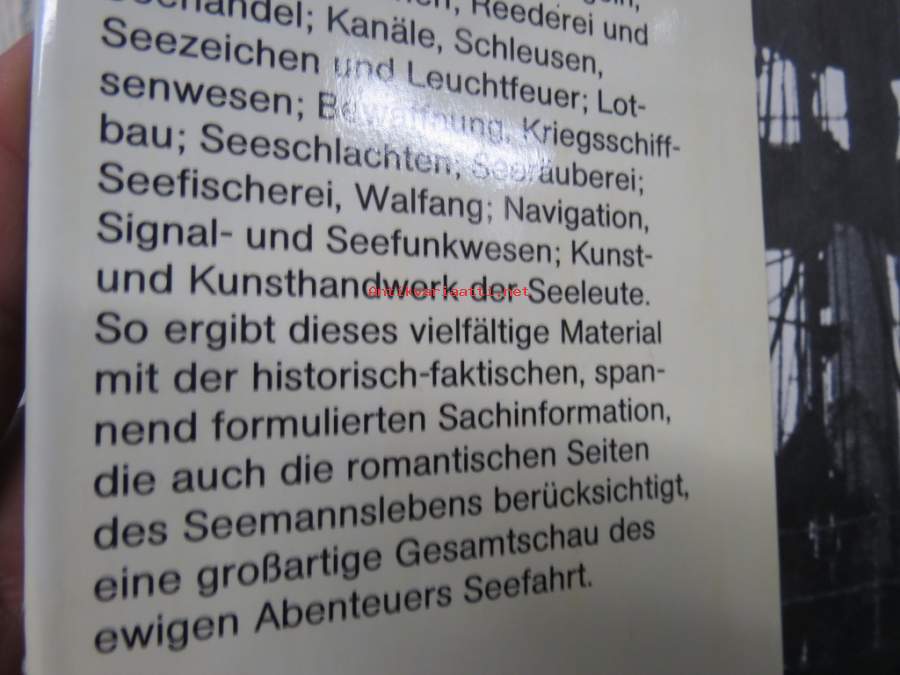 Reederei und
Kanäle, Schleusen,
Seezeichen und Leuchtfeuer; Lot-
senwesen; Bewaffnung, Kriegsschiff-
bau; Seeschlachten; Seeräuberei;
Seefischerei, Walfang; Navigation,
Signal- und Seefunkwesen; Kunst-
und Kunsthandwerk der Seeleute.
Antikvariaatti.net
So ergibt dieses vielfältige Material
mit der historisch-faktischen, span-
nend formulierten Sachinformation,
die auch die romantischen Seiten
des Seemannslebens berücksichtigt,
eine großartige Gesamtschau des
ewigen Abenteuers Seefahrt.